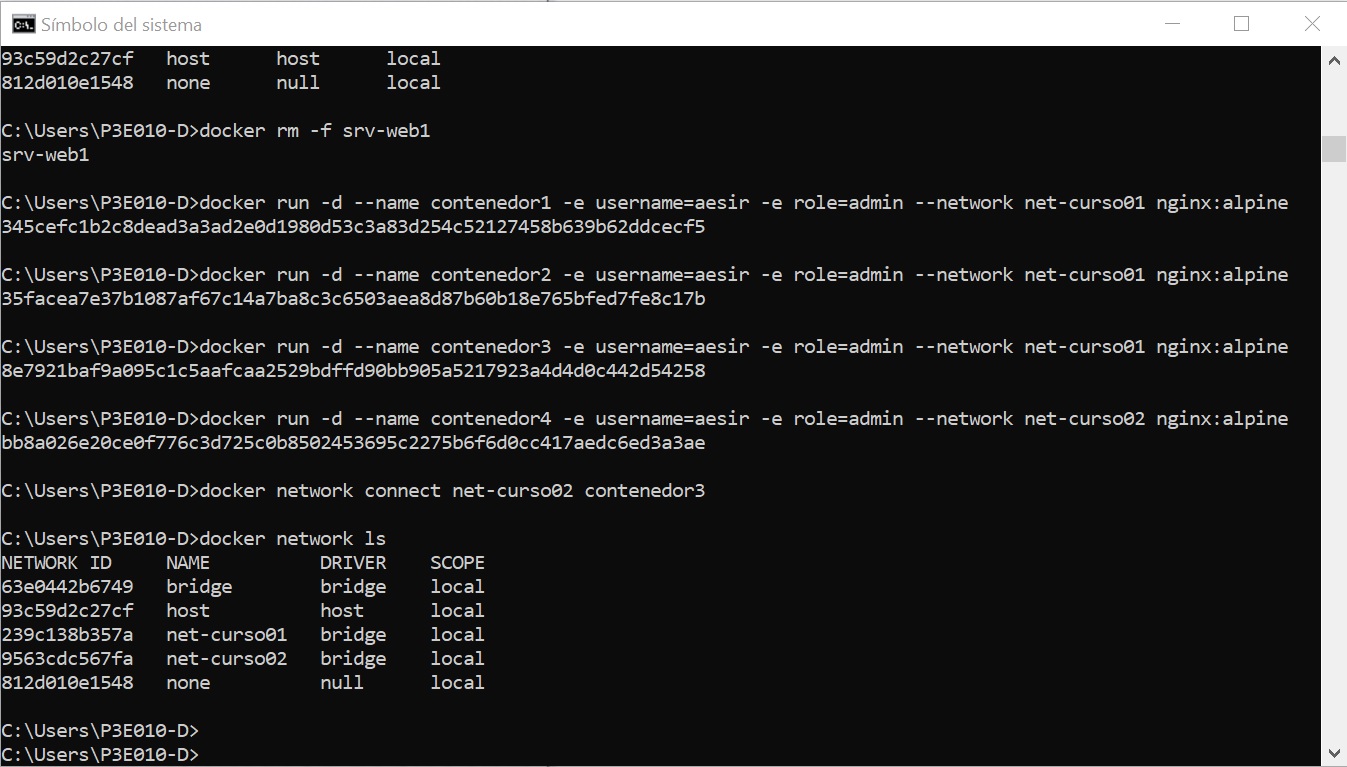 Símbolo del sistema
93c59d2c27cf   host      host      local
812d010e1548   none      null      local
C:\Users\P3E010-D>docker rm -f srv-web1
srv-web1
C:\Users\P3E010-D>docker run -d --name contenedor1 -e username=aesir -e role=admin --network net-curso01 nginx:alpine
345cefc1b2c8dead3a3ad2e0d1980d53c3a83d254c52127458b639b62ddcecf5
C:\Users\P3E010-D>docker run -d --name contenedor2 -e username=aesir -e role=admin --network net-curso01 nginx:alpine
35facea7e37b1087af67c14a7ba8c3c6503aea8d87b60b18e765bfed7fe8c17b
C:\Users\P3E010-D>docker run -d --name contenedor3 -e username=aesir -e role=admin --network net-curso01 nginx:alpine
8e7921baf9a095c1c5aafcaa2529bdffd90bb905a5217923a4d4d0c442d54258
C:\Users\P3E010-D>docker run -d --name contenedor4 -e username=aesir -e role=admin --network net-curso02 nginx:alpine
bb8a026e20ce0f776c3d725c0b8502453695c2275b6f6d0cc417aedc6ed3a3ae
C:\Users\P3E010-D>docker network connect net-curso02 contenedor3
C:\Users\P3E010-D>docker network ls
NETWORK ID     NAME          DRIVER    SCOPE
63e0442b6749   bridge        bridge    local
93c59d2c27cf   host          host      local
239c138b357a   net-curso01   bridge    local
9563cdc567fa   net-curso02   bridge    local
812d010e1548   none          null      local
C:\Users\P3E010-D>
C:\Users\P3E010-D>